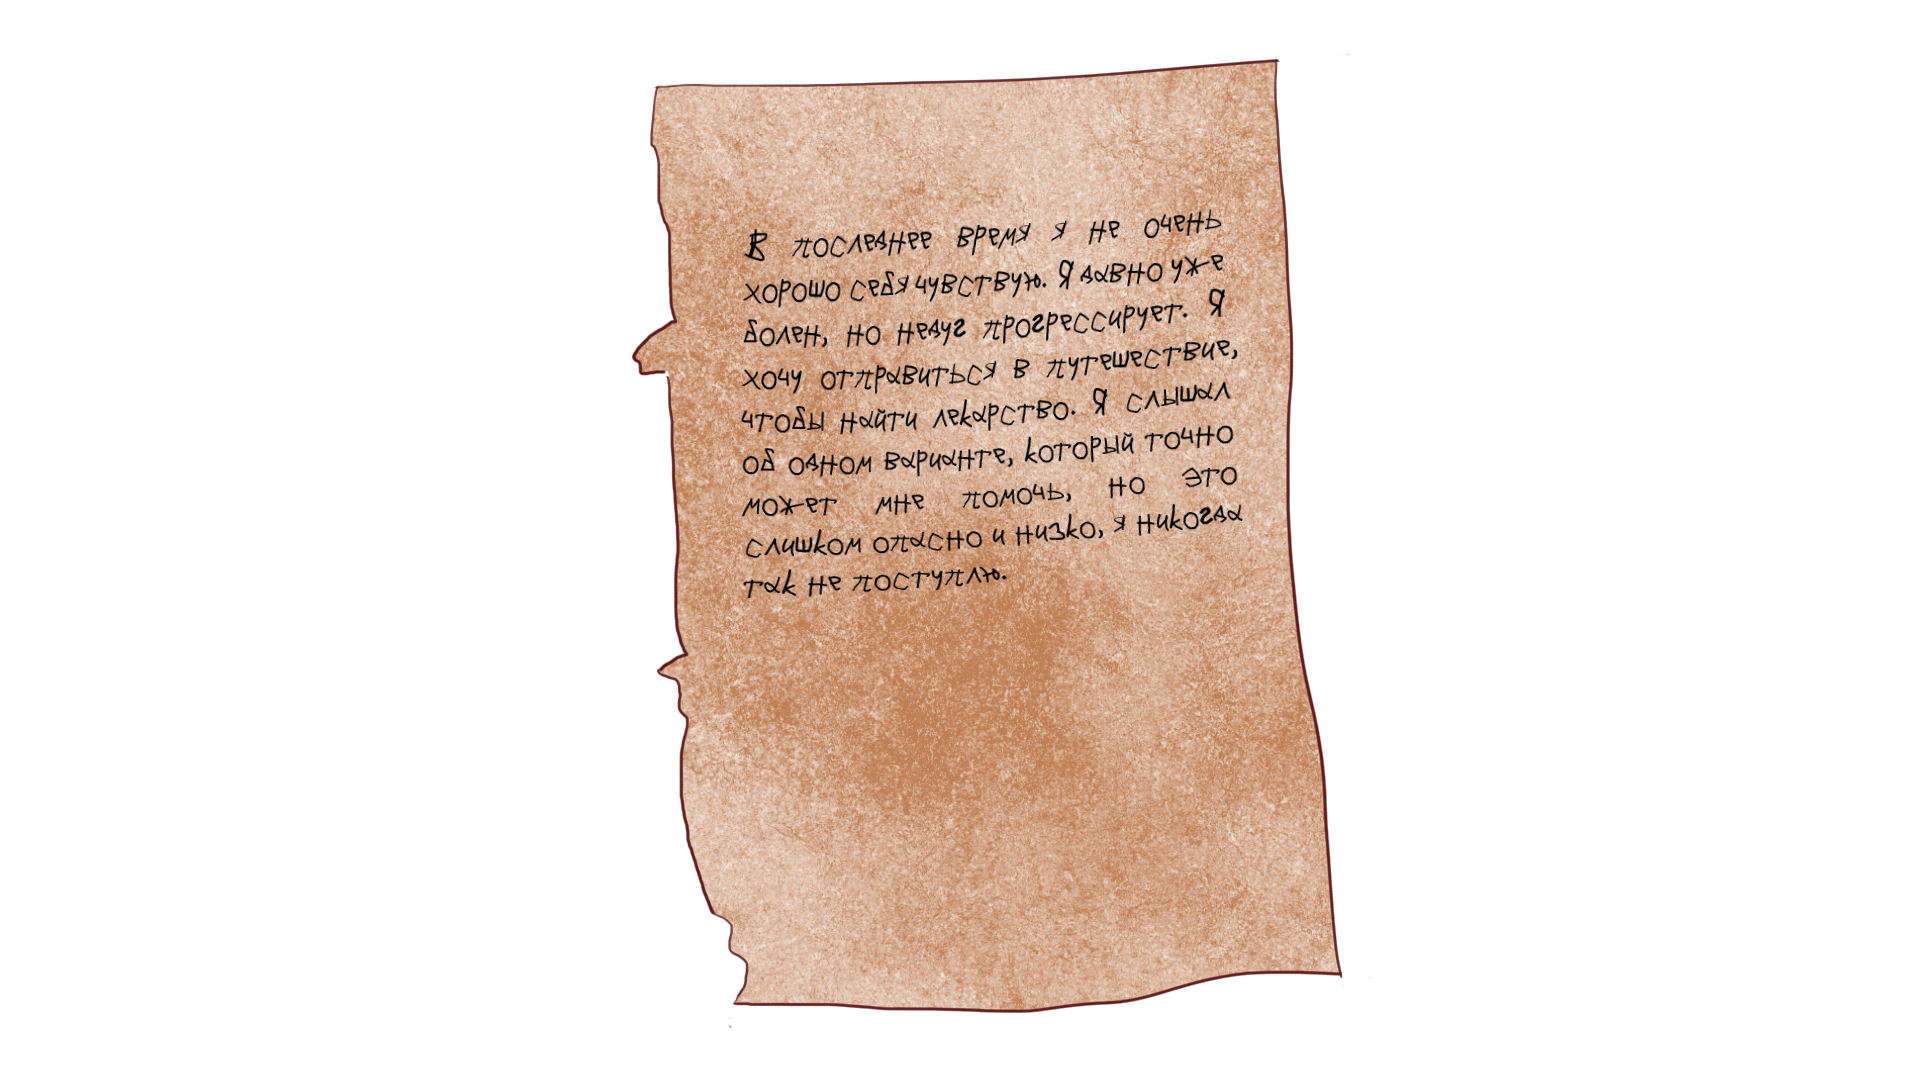 В последнее время я не очень
хорошо себя чувствую. Я давно уже
болен, но недуг прогрессирует. Я
хочу отправиться в путешествие,
чтобы найти лекарство. Я слышал
об одном варианте, который точно
может мне помочь, но это
слишком опасно и низко, я никогда
так не поступлю.